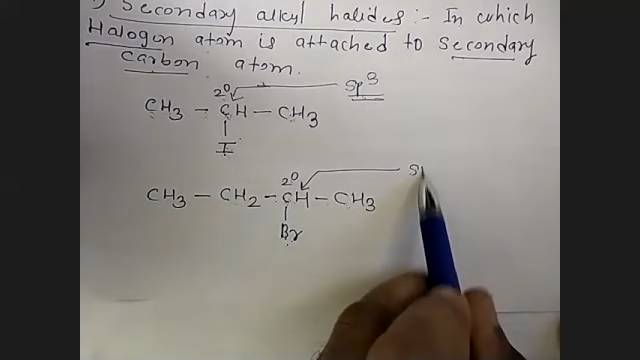 Secondary alkyl halides :- In which
Halogen atom is attached to secondary
carbon atom.
2° sp3
CH3 - CH - CH3
I
2° s
CH3 - CH2 - CH - CH3
Br